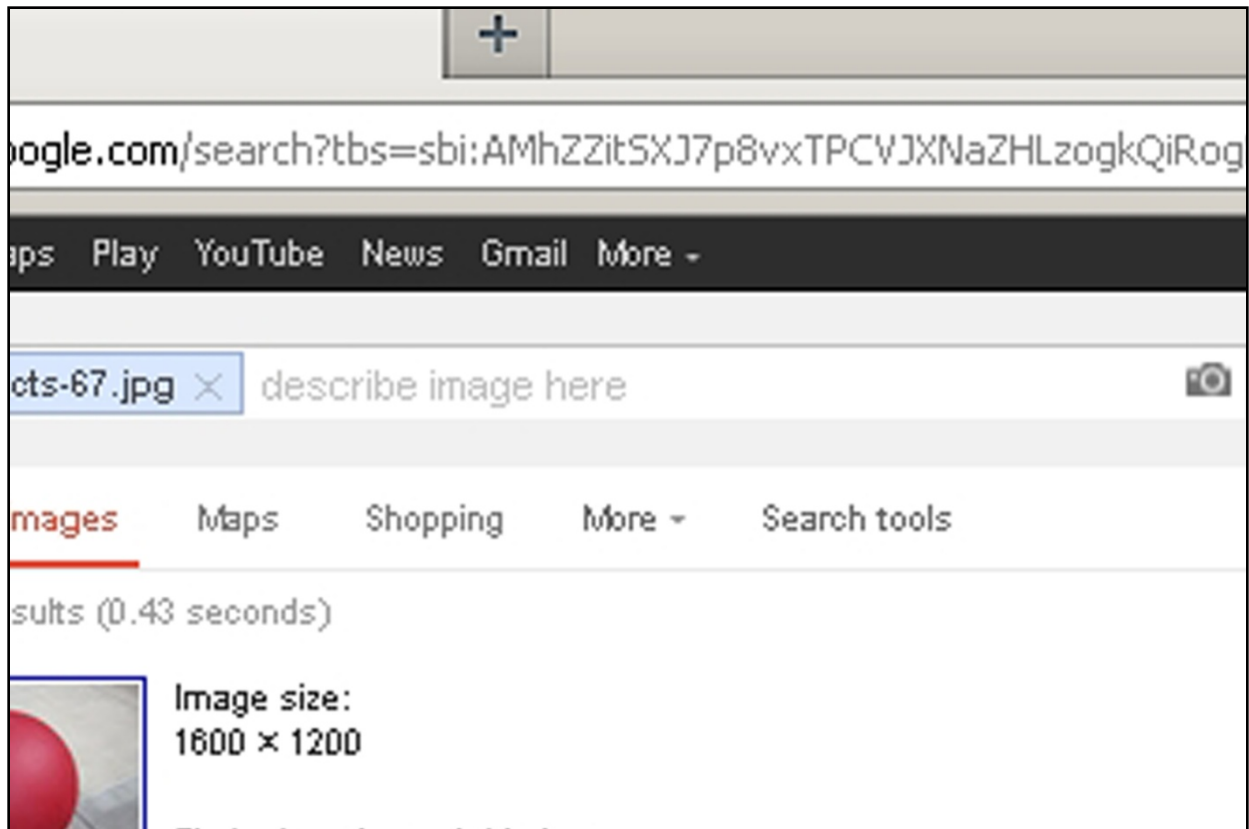 +
oogle.com/search?tbs=sbi:AMhZZitSXJ7p8vxTPCVJXNaZHLzogkQiRog
aps Play YouTube News Gmail More
cts-67.jpg × describe image here
mages Maps Shopping More Search tools
sults (0.43 seconds)
Image size:
1600 × 1200